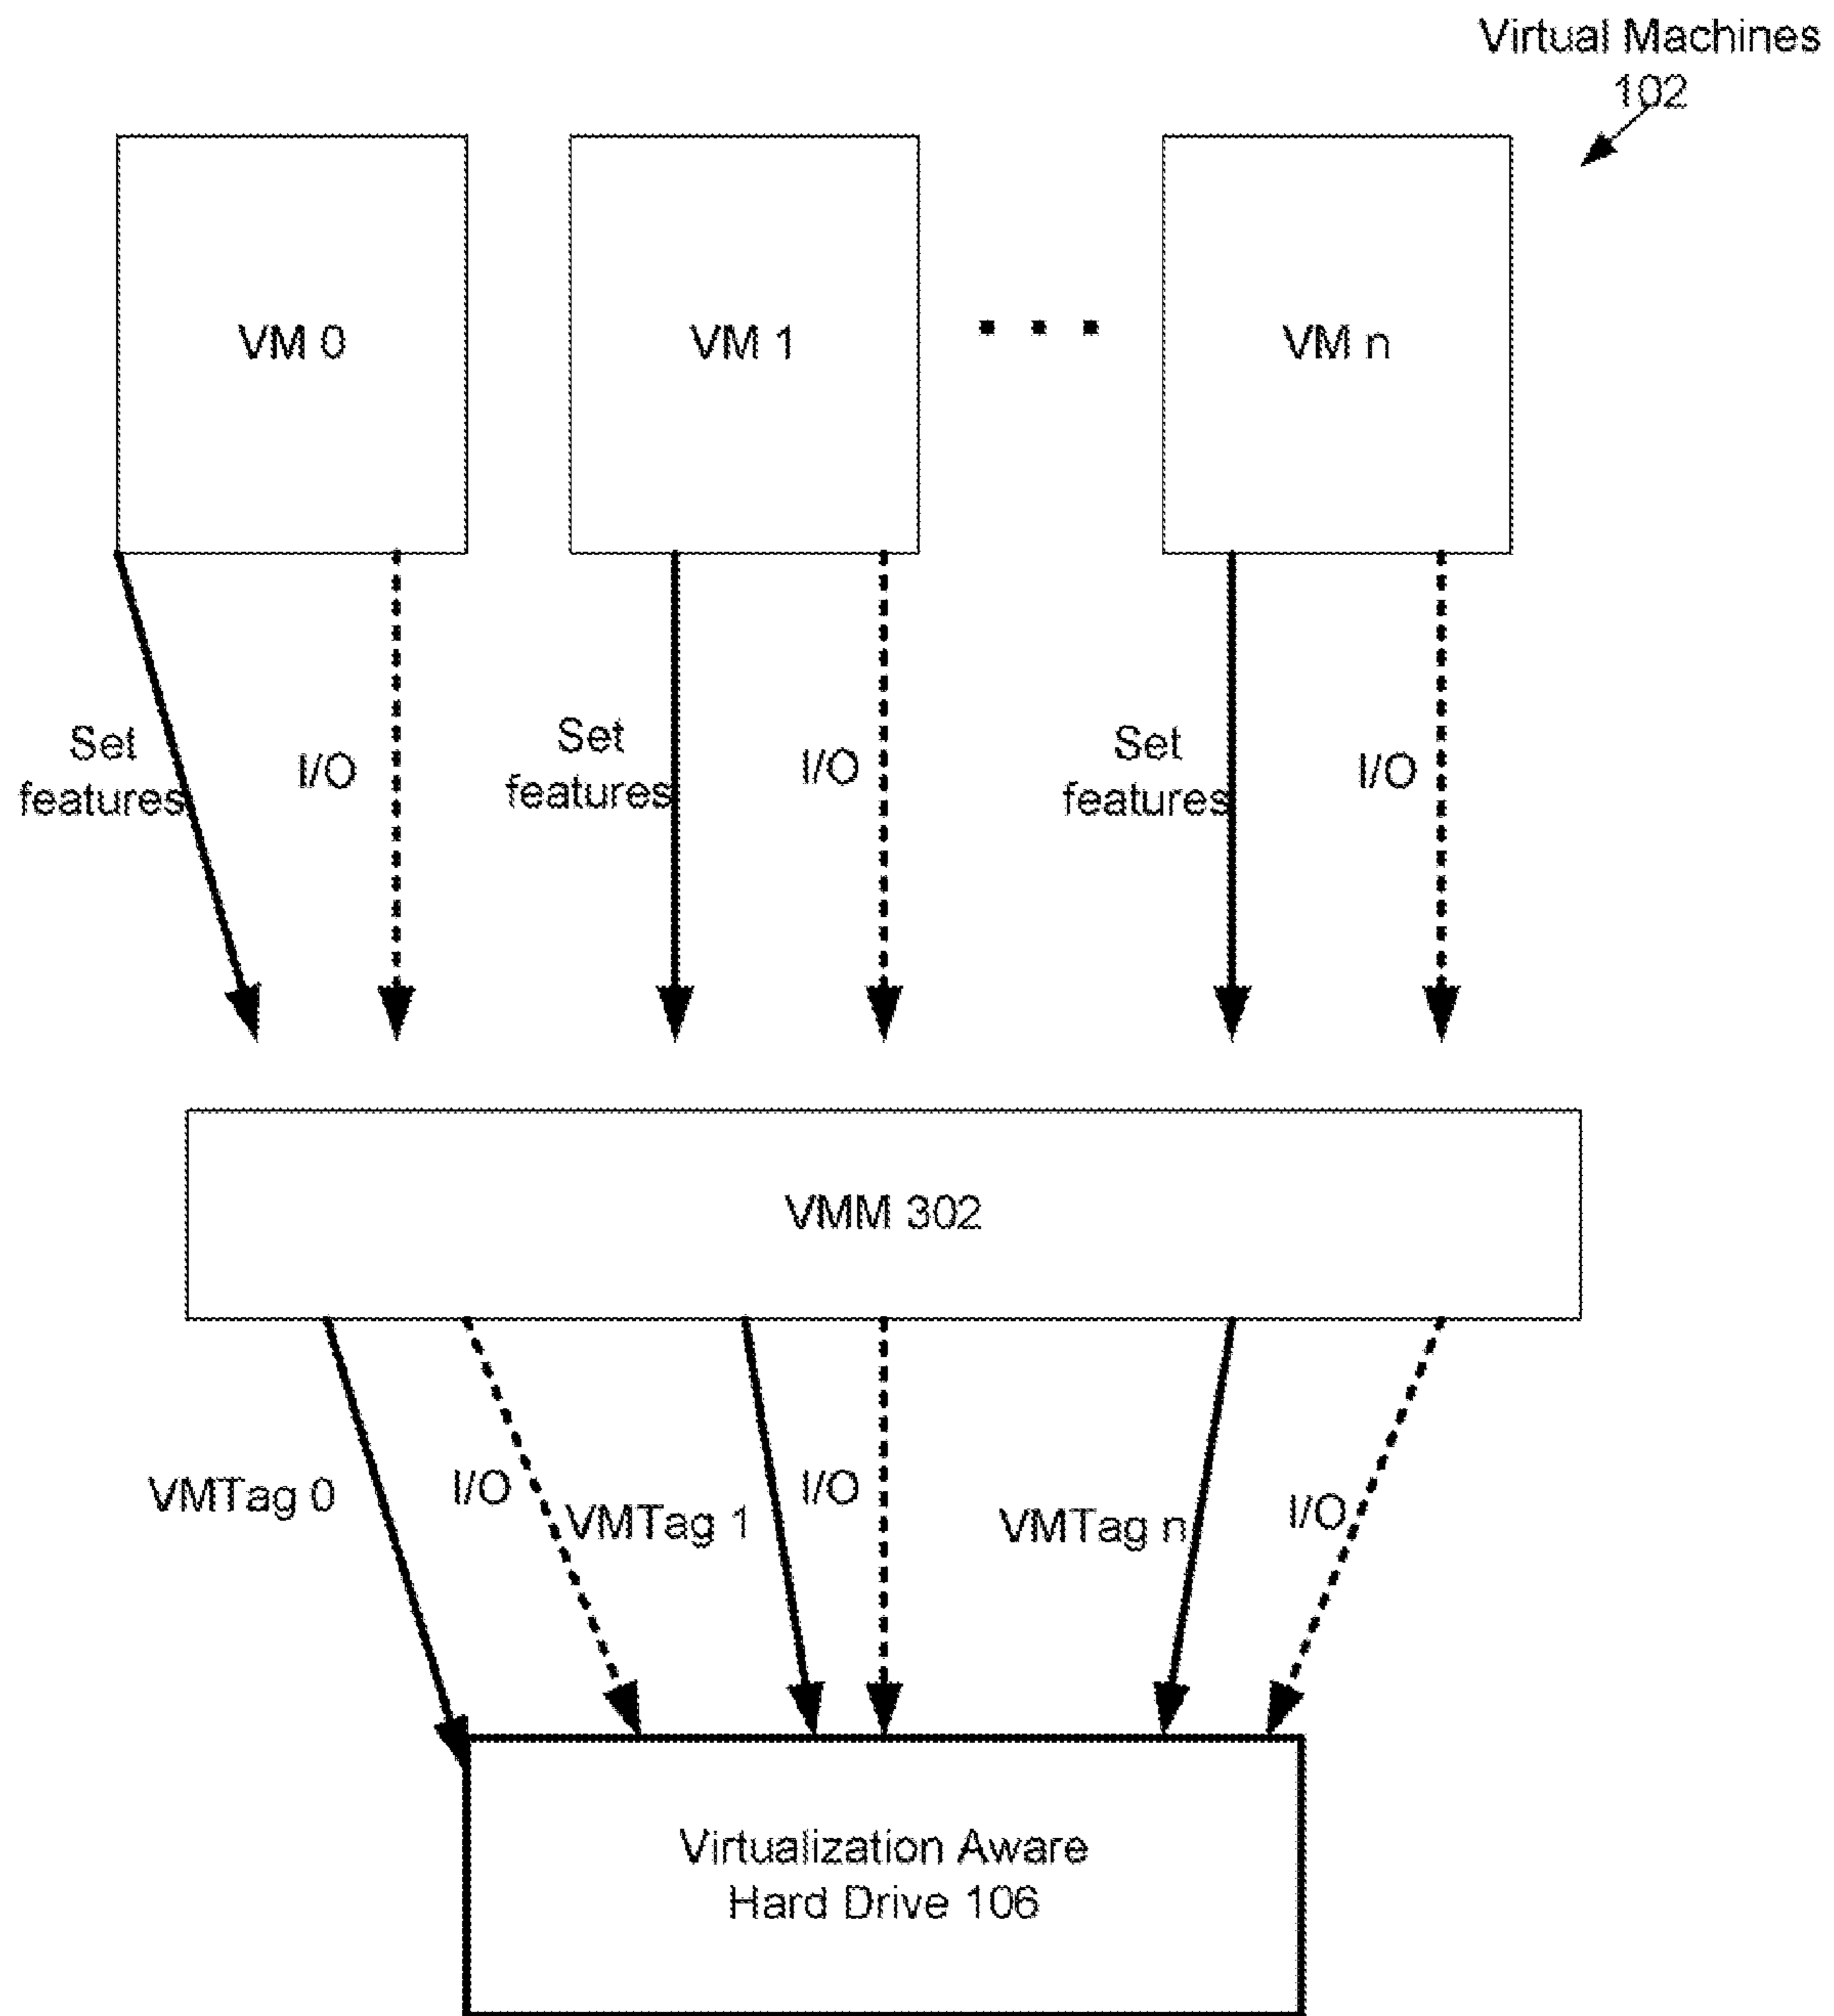 Virtual Machines
102
VM 0
VM 1
VM n
Set
features
I/O
Set
features
I/O
Set
features
I/O
VMM 302
VMTag 0
I/O
VMTag 1
I/O
VMTag n
I/O
Virtualization Aware
Hard Drive 106